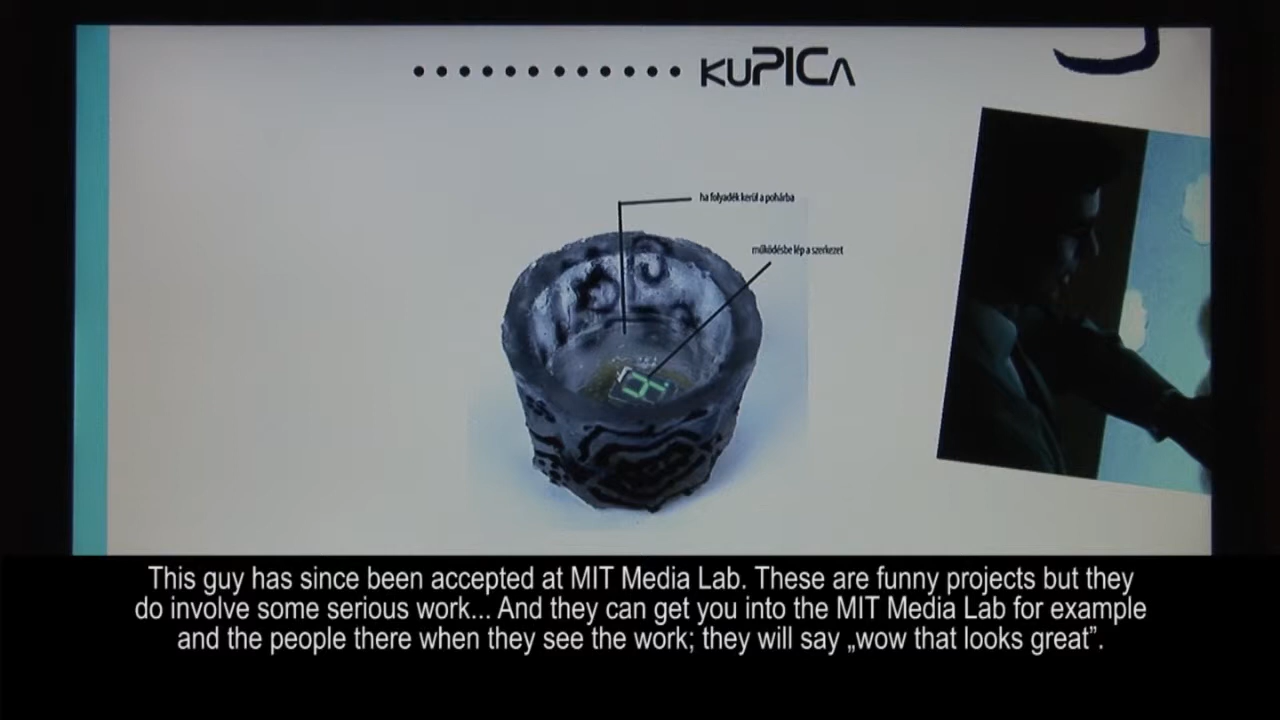 KUPICA
ha folyadék kerül a pohárba
működésbe lép a szerkezet
This guy has since been accepted at MIT Media Lab. These are funny projects but they
do involve some serious work... And they can get you into the MIT Media Lab for example
and the people there when they see the work; they will say „wow that looks great”.